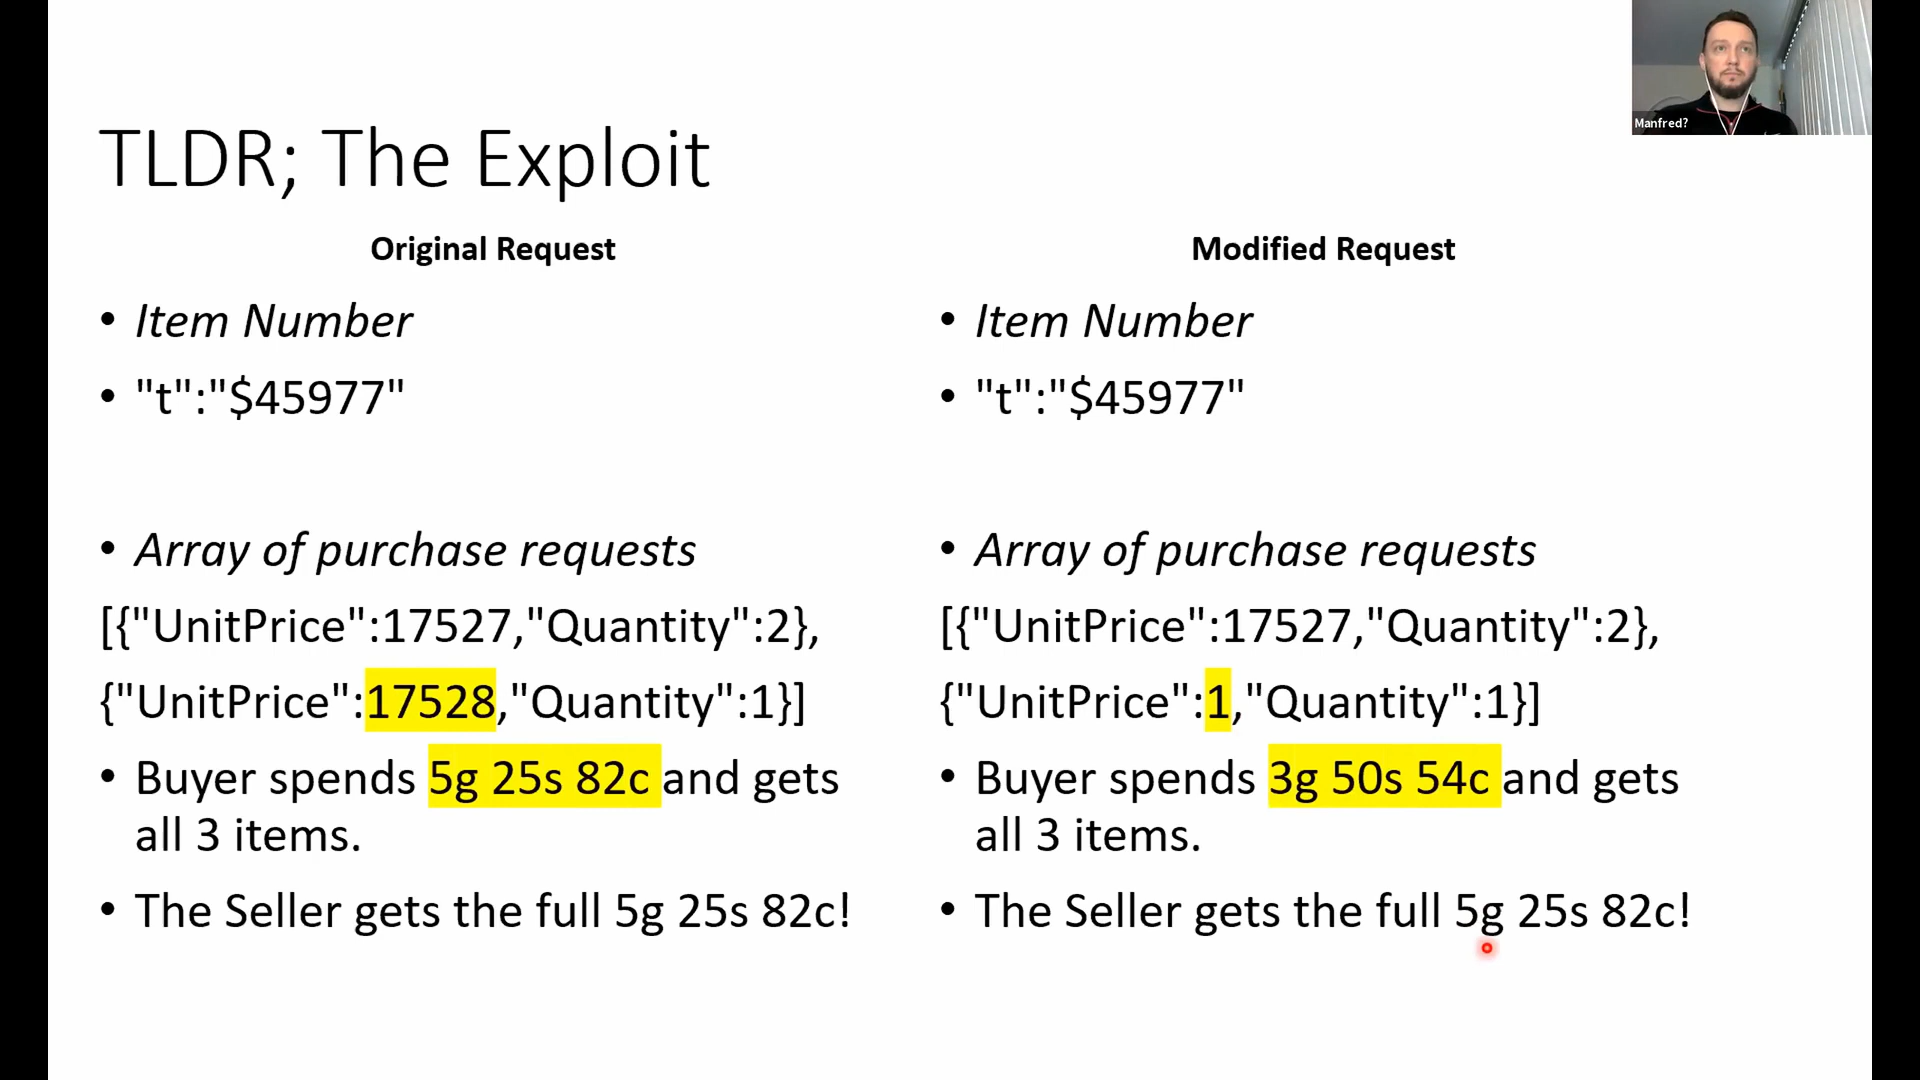 Manfred?
TLDR; The Exploit
Original Request
• Item Number
• "t":"$45977"
• Array of purchase requests
[{"UnitPrice":17527,"Quantity":2},
{"UnitPrice":17528,"Quantity":1}]
• Buyer spends 5g 25s 82c and gets
all 3 items.
• The Seller gets the full 5g 25s 82c!
Modified Request
• Item Number
• "t":"$45977"
• Array of purchase requests
[{"UnitPrice":17527,"Quantity":2},
{"UnitPrice":1,"Quantity":1}]
• Buyer spends 3g 50s 54c and gets
all 3 items.
• The Seller gets the full 5g 25s 82c!